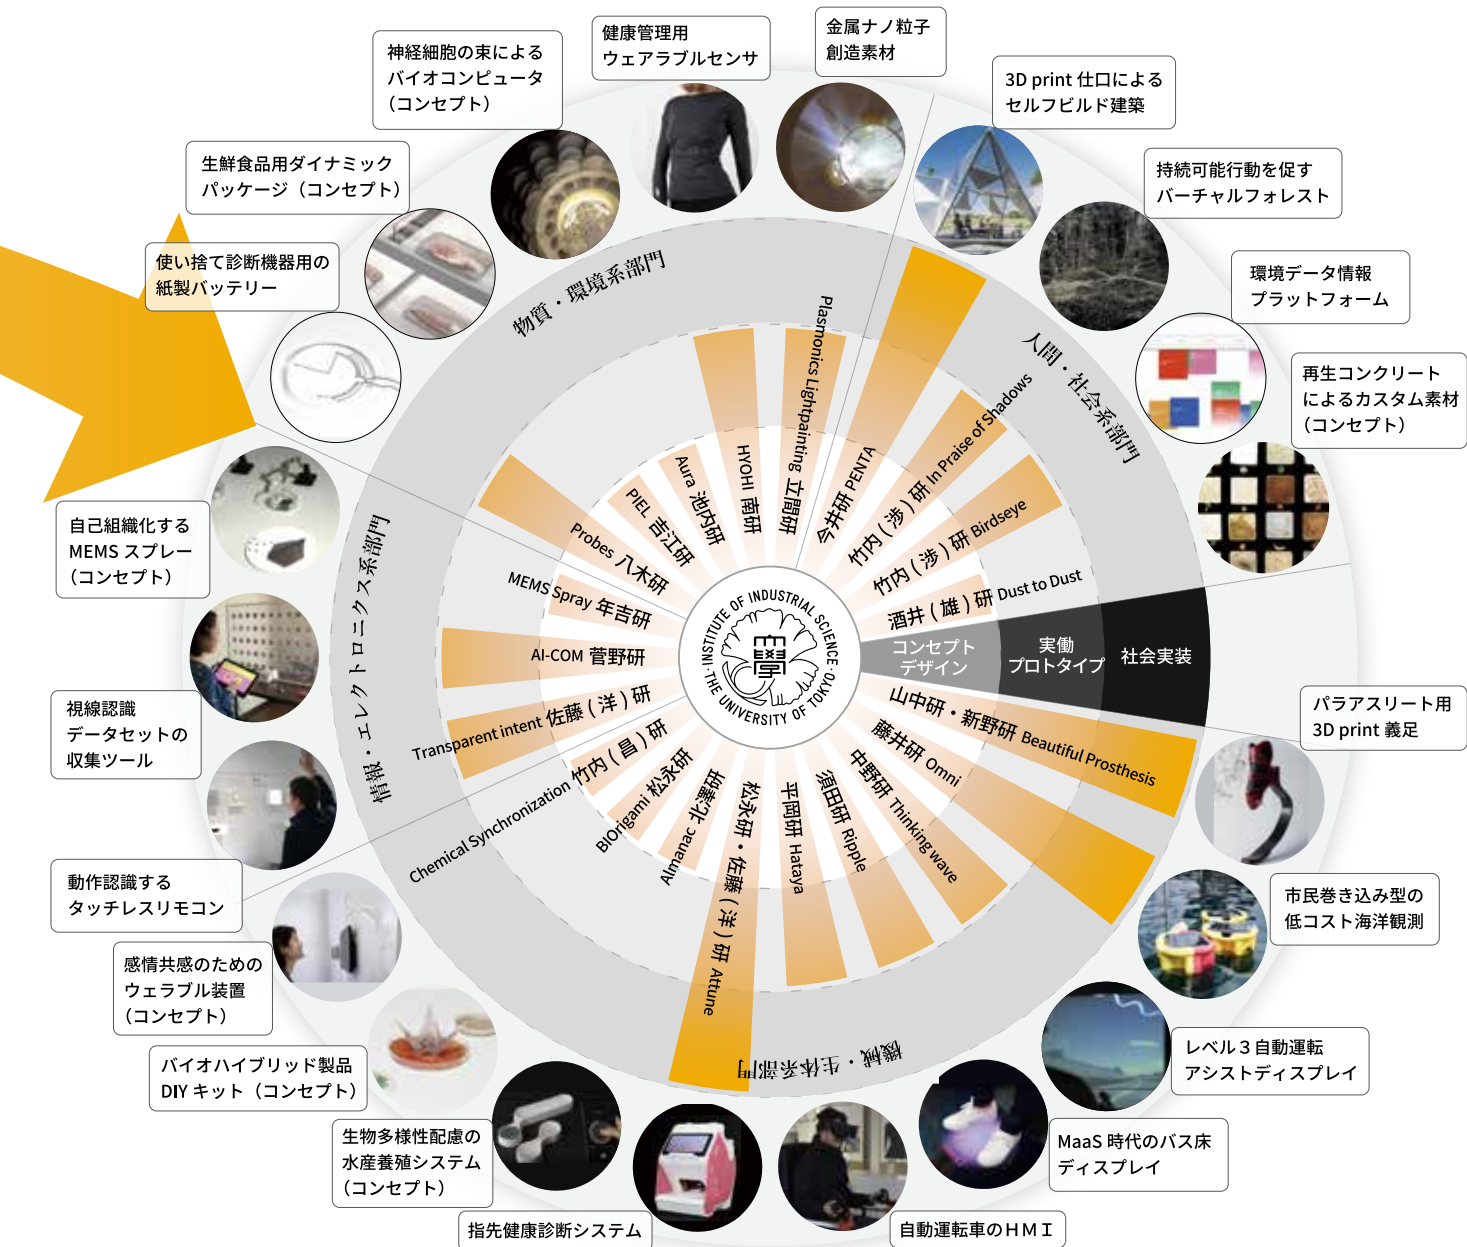 神経細胞の束による
バイオコンピュータ
（コンセプト）
健康管理用
ウェアラブルセンサ
金属ナノ粒子
創造素材
3D print 仕口による
セルフビルド建築
生鮮食品用ダイナミック
パッケージ（コンセプト）
持続可能行動を促す
バーチャルフォレスト
使い捨て診断機器用の
紙製バッテリー
環境データ情報
プラットフォーム
再生コンクリート
によるカスタム素材
（コンセプト）
自己組織化する
MEMS スプレー
（コンセプト）
視線認識
データセットの
収集ツール
動作認識する
タッチレスリモコン
感情共感のための
ウェラブル装置
（コンセプト）
バイオハイブリッド製品
DIY キット（コンセプト）
生物多様性配慮の
水産養殖システム
（コンセプト）
指先健康診断システム
自動運転車のＨＭＩ
MaaS 時代のバス床
ディスプレイ
レベル３自動運転
アシストディスプレイ
市民巻き込み型の
低コスト海洋観測
パラアスリート用
3D print 義足
物質・環境系部門
人間・社会系部門
情報・エレクトロニクス系部門
機械・生体系部門
Probes 八木研
PIEL 吉江研
Aura 池内研
HYOHI 南研
Plasmonics Lightpainting 立間研
今井研 PENTA
竹内 ( 渉 ) 研 In Praise of Shadows
竹内 ( 渉 ) 研 Birdseye
酒井 ( 雄 ) 研 Dust to Dust
コンセプト
デザイン
実働
プロトタイプ
社会実装
山中研・新野研 Beautiful Prosthesis
藤井研 Omni
中野研 Thinking wave
須田研 Ripple
平岡研 Hataya
松永研・佐藤 ( 洋 ) 研 Attune
Almanac 北澤研
BIOrigami 松永研
Chemical Synchronization 竹内 ( 昌 ) 研
Transparent intent 佐藤 ( 洋 ) 研
AI-COM 菅野研
MEMS Spray 年吉研
INSTITUTE OF INDUSTRIAL SCIENCE
THE UNIVERSITY OF TOKYO